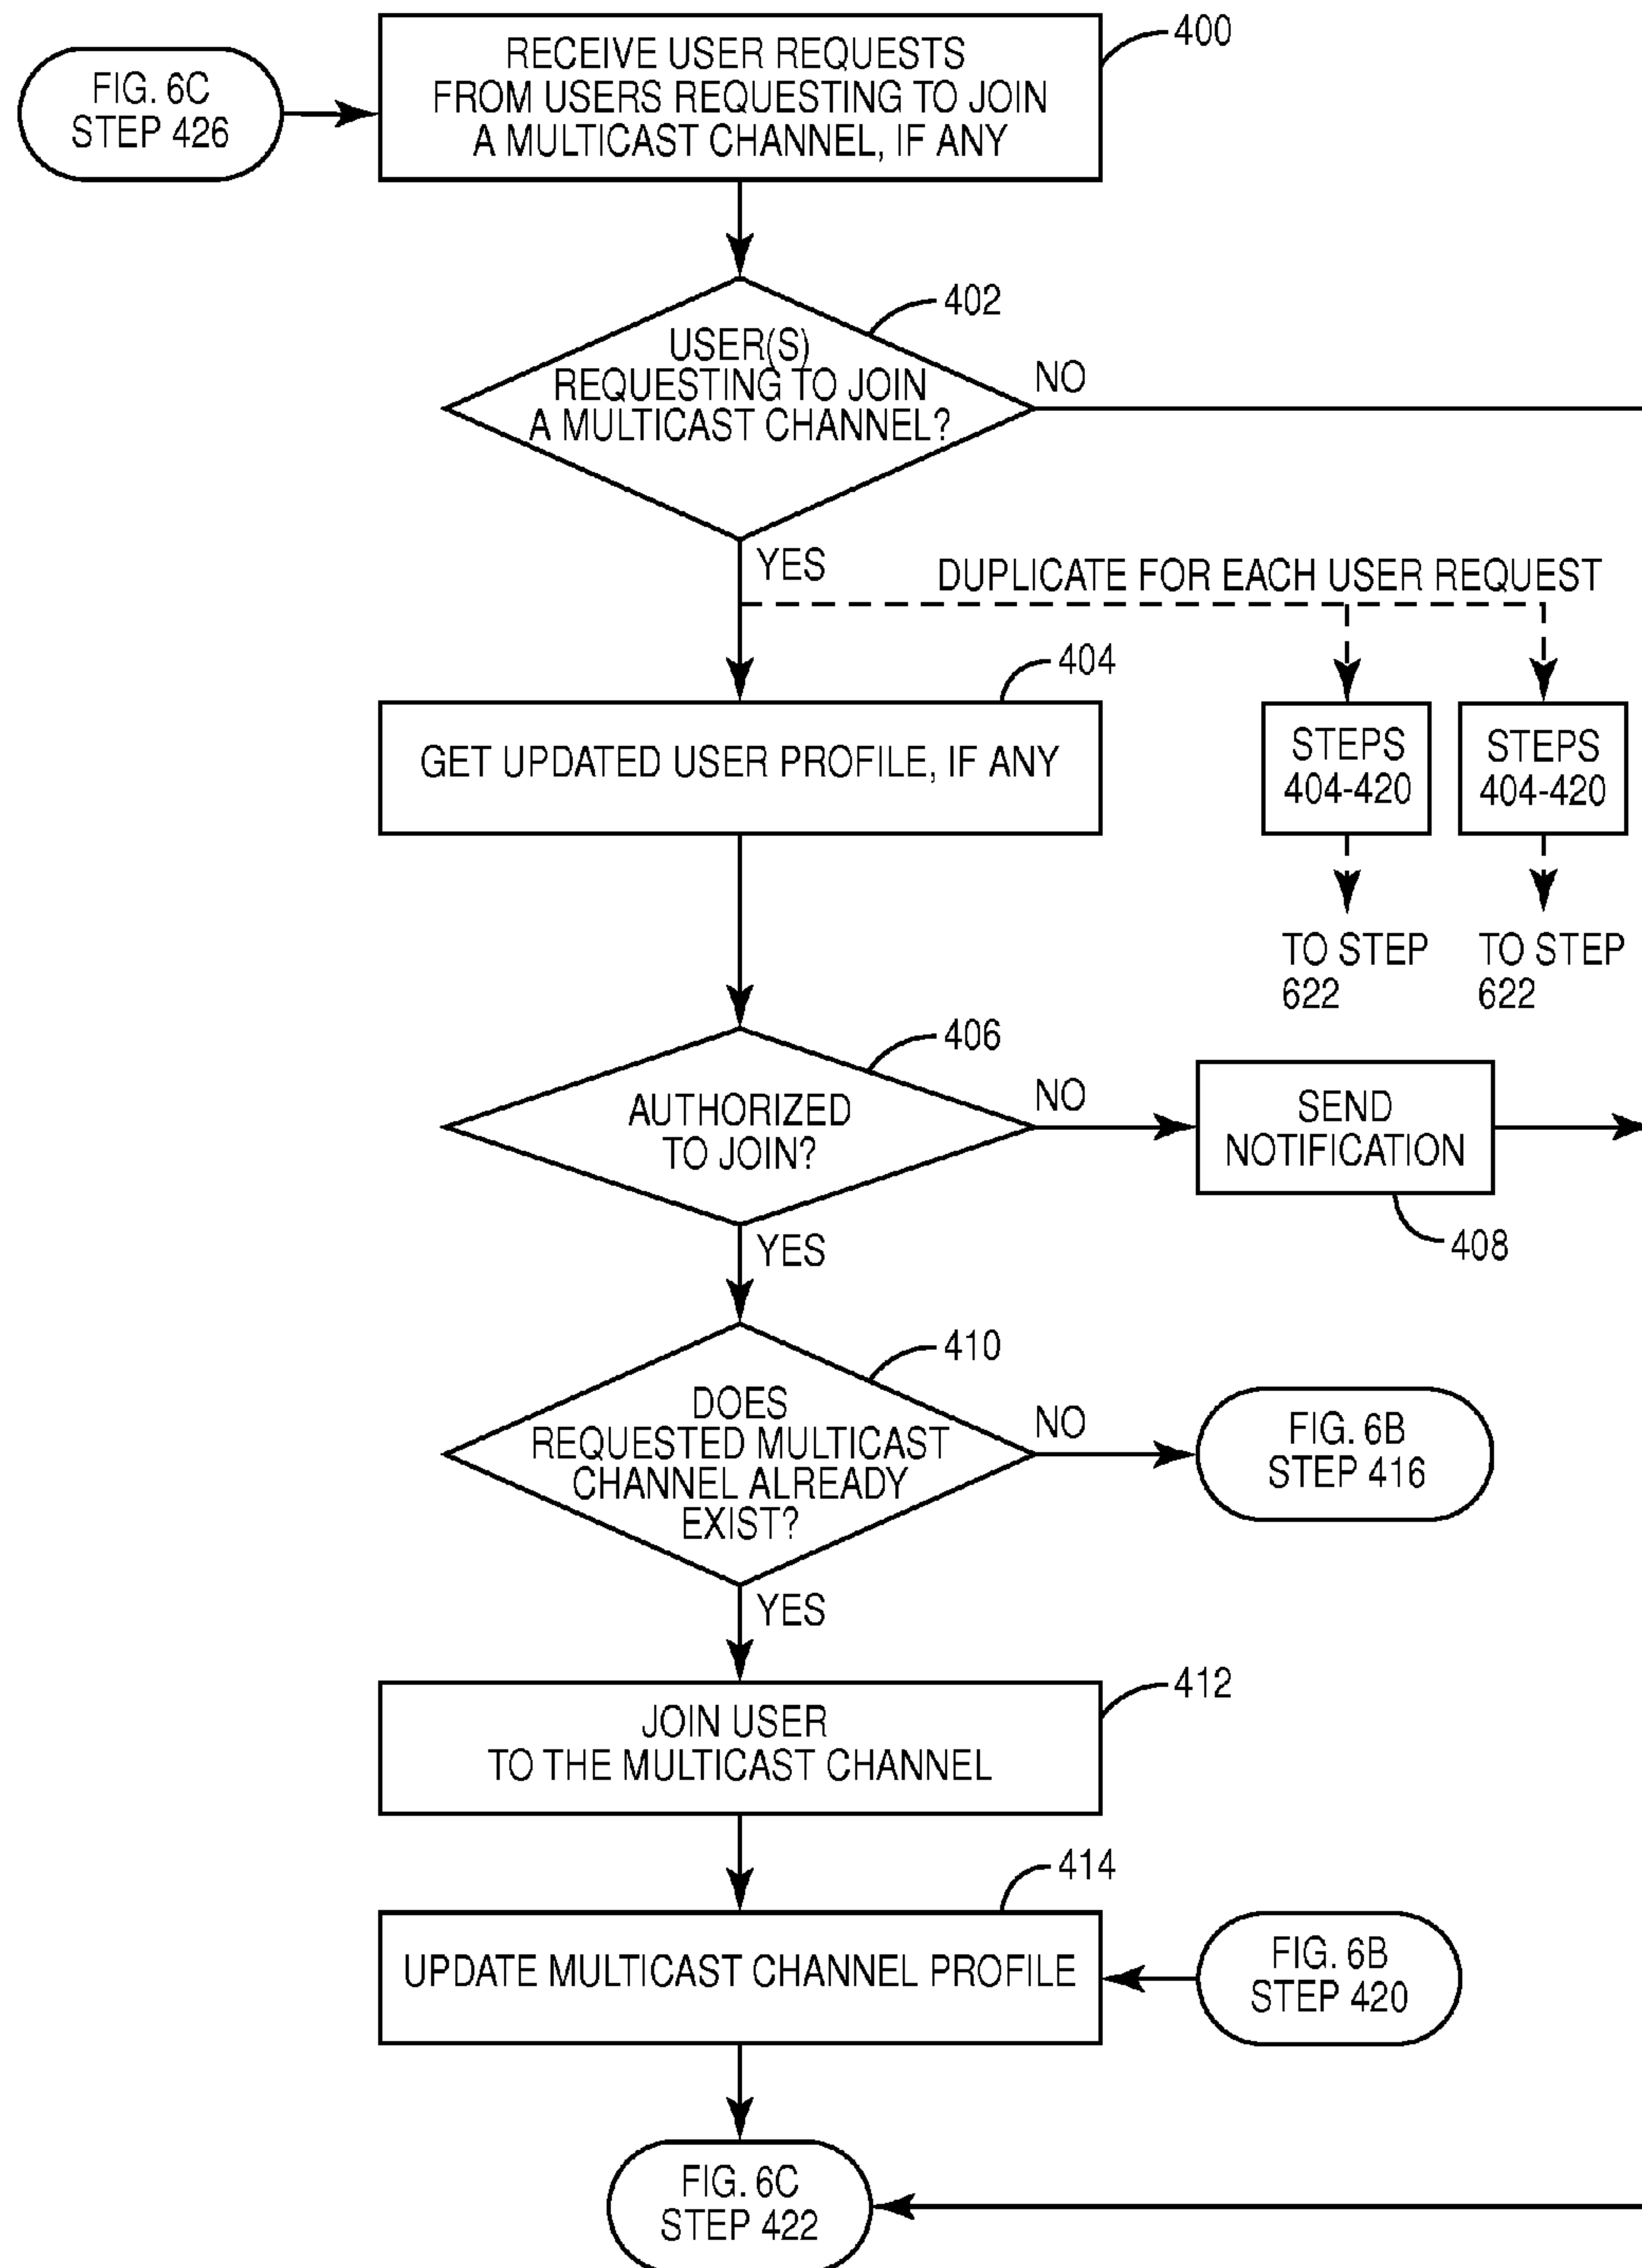 FIG. 6C
STEP 426
RECEIVE USER REQUESTS
FROM USERS REQUESTING TO JOIN
A MULTICAST CHANNEL, IF ANY
400
402
USER(S)
REQUESTING TO JOIN
A MULTICAST CHANNEL?
NO
YES
DUPLICATE FOR EACH USER REQUEST
404
GET UPDATED USER PROFILE, IF ANY
STEPS
404-420
STEPS
404-420
TO STEP
622
TO STEP
622
406
AUTHORIZED
TO JOIN?
NO
SEND
NOTIFICATION
408
YES
410
DOES
REQUESTED MULTICAST
CHANNEL ALREADY
EXIST?
NO
FIG. 6B
STEP 416
YES
412
JOIN USER
TO THE MULTICAST CHANNEL
414
UPDATE MULTICAST CHANNEL PROFILE
FIG. 6B
STEP 420
FIG. 6C
STEP 422